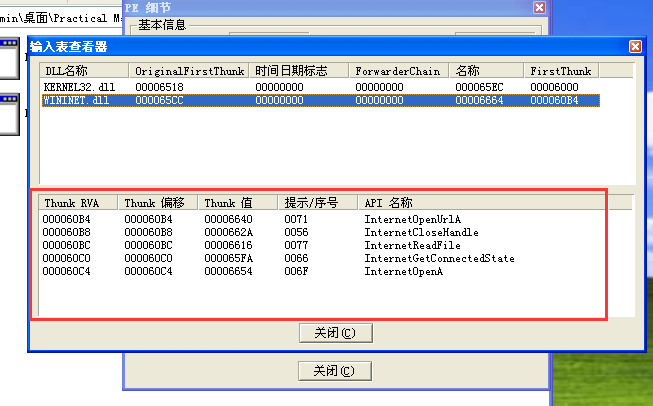 PE 细节
min\桌面\Practical M
基本信息
输入表查看器
DLL名称 OriginalFirstThunk 时间日期标志 ForwarderChain 名称 FirstThunk
KERNEL32.dll 00006518 00000000 00000000 000065EC 00006000
WININET.dll 000065CC 00000000 00000000 00006664 000060B4
Thunk RVA Thunk 偏移 Thunk 值 提示/序号 API 名称
000060B4 000060B4 00006640 0071 InternetOpenUrlA
000060B8 000060B8 0000662A 0056 InternetCloseHandle
000060BC 000060BC 00006616 0077 InternetReadFile
000060C0 000060C0 000065FA 0066 InternetGetConnectedState
000060C4 000060C4 00006654 006F InternetOpenA
关闭(C)
关闭(C)